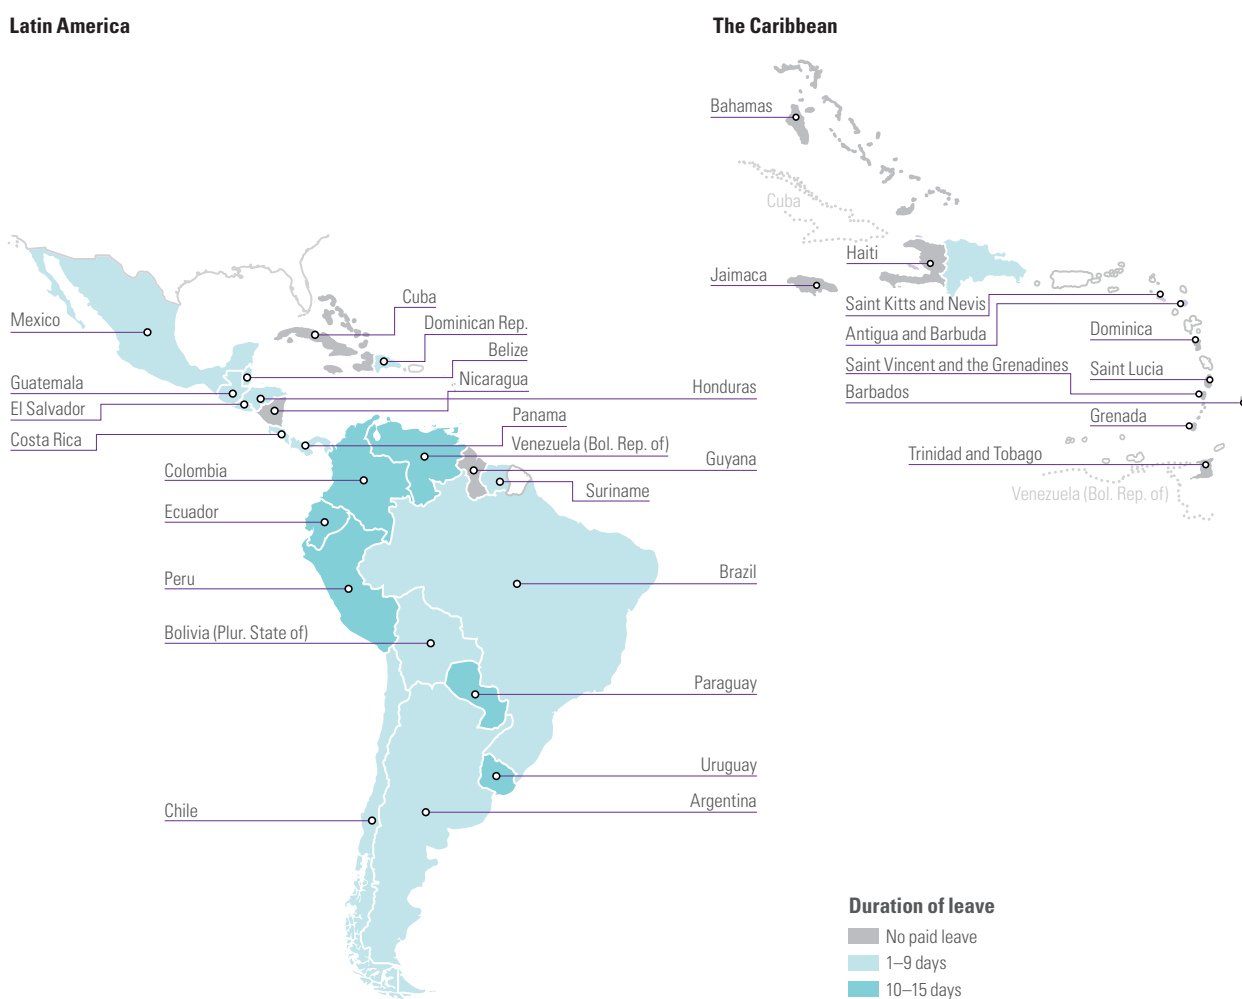 Latin America
The Caribbean
Bahamas
Cuba
Haiti
Jaimaca
Cuba
Saint Kitts and Nevis
Mexico
Dominican Rep.
Antigua and Barbuda
Dominica
Belize
Saint Vincent and the Grenadines
Saint Lucia
Guatemala
Nicaragua
Honduras
Barbados
El Salvador
Panama
Grenada
Costa Rica
Venezuela (Bol. Rep. of)
Trinidad and Tobago
Colombia
Guyana
Suriname
Venezuela (Bol. Rep. of)
Ecuador
Peru
Brazil
Bolivia (Plur. State of)
Paraguay
Uruguay
Chile
Argentina
Duration of leave
No paid leave
1–9 days
10–15 days